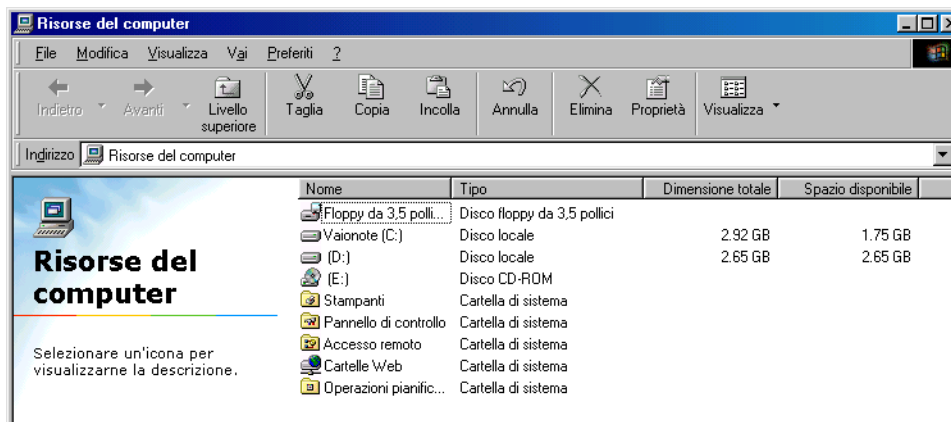 Risorse del computer
File Modifica Visualizza Vai Preferiti ?
Indietro Avanti Livello superiore Taglia Copia Incolla Annulla Elimina Proprietà Visualizza
Indirizzo Risorse del computer
Risorse del
computer
Selezionare un'icona per
visualizzarne la descrizione.
Nome Tipo Dimensione totale Spazio disponibile
Floppy da 3,5 polli... Disco floppy da 3,5 pollici
Vaionote (C:) Disco locale 2.92 GB 1.75 GB
(D:) Disco locale 2.65 GB 2.65 GB
(E:) Disco CD-ROM
Stampanti Cartella di sistema
Pannello di controllo Cartella di sistema
Accesso remoto Cartella di sistema
Cartelle Web Cartella di sistema
Operazioni pianific... Cartella di sistema